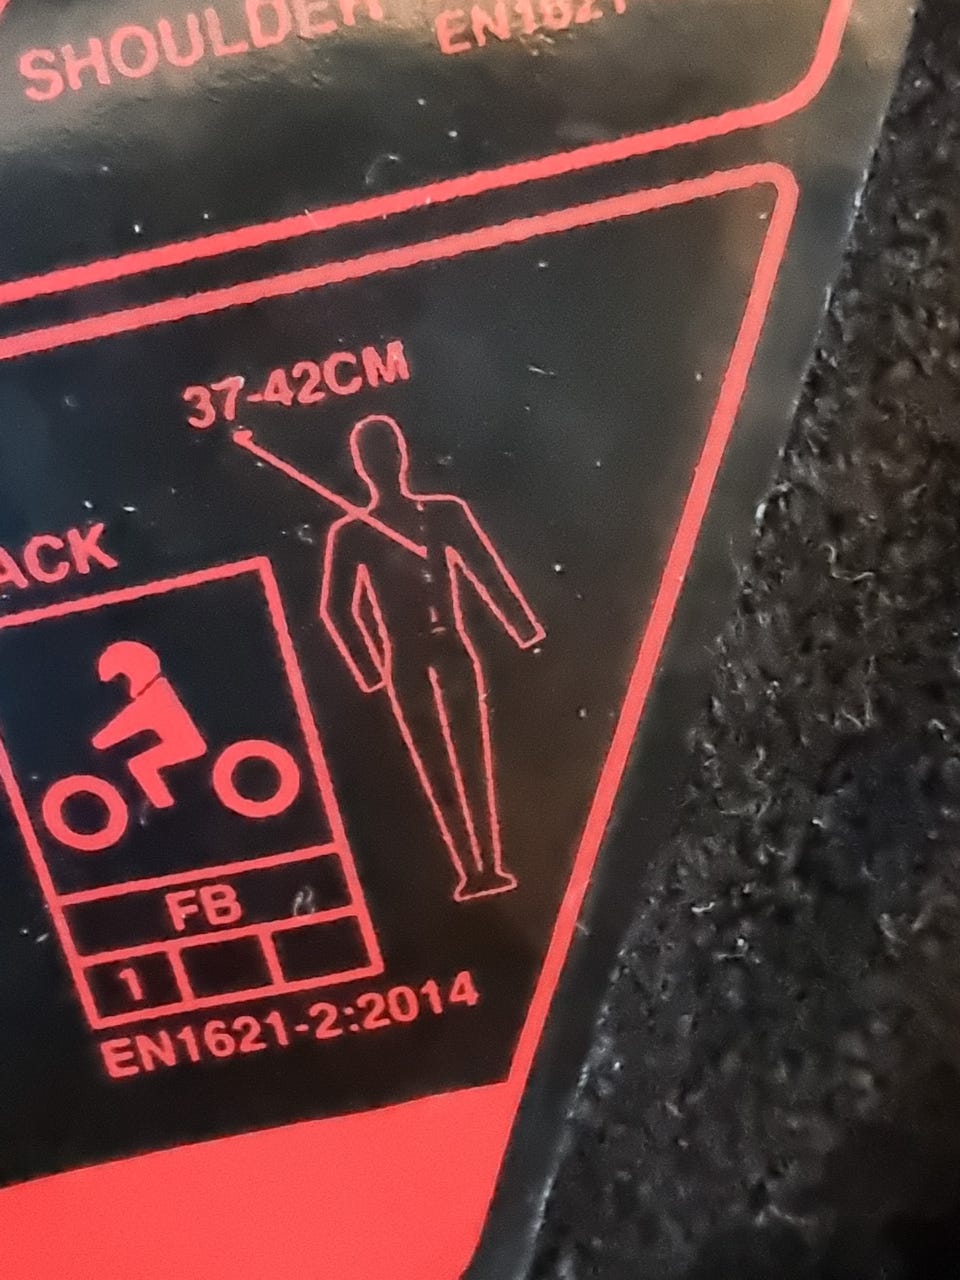 SHOULDER
EN1621
37-42CM
ACK
FB
1
EN1621-2:2014